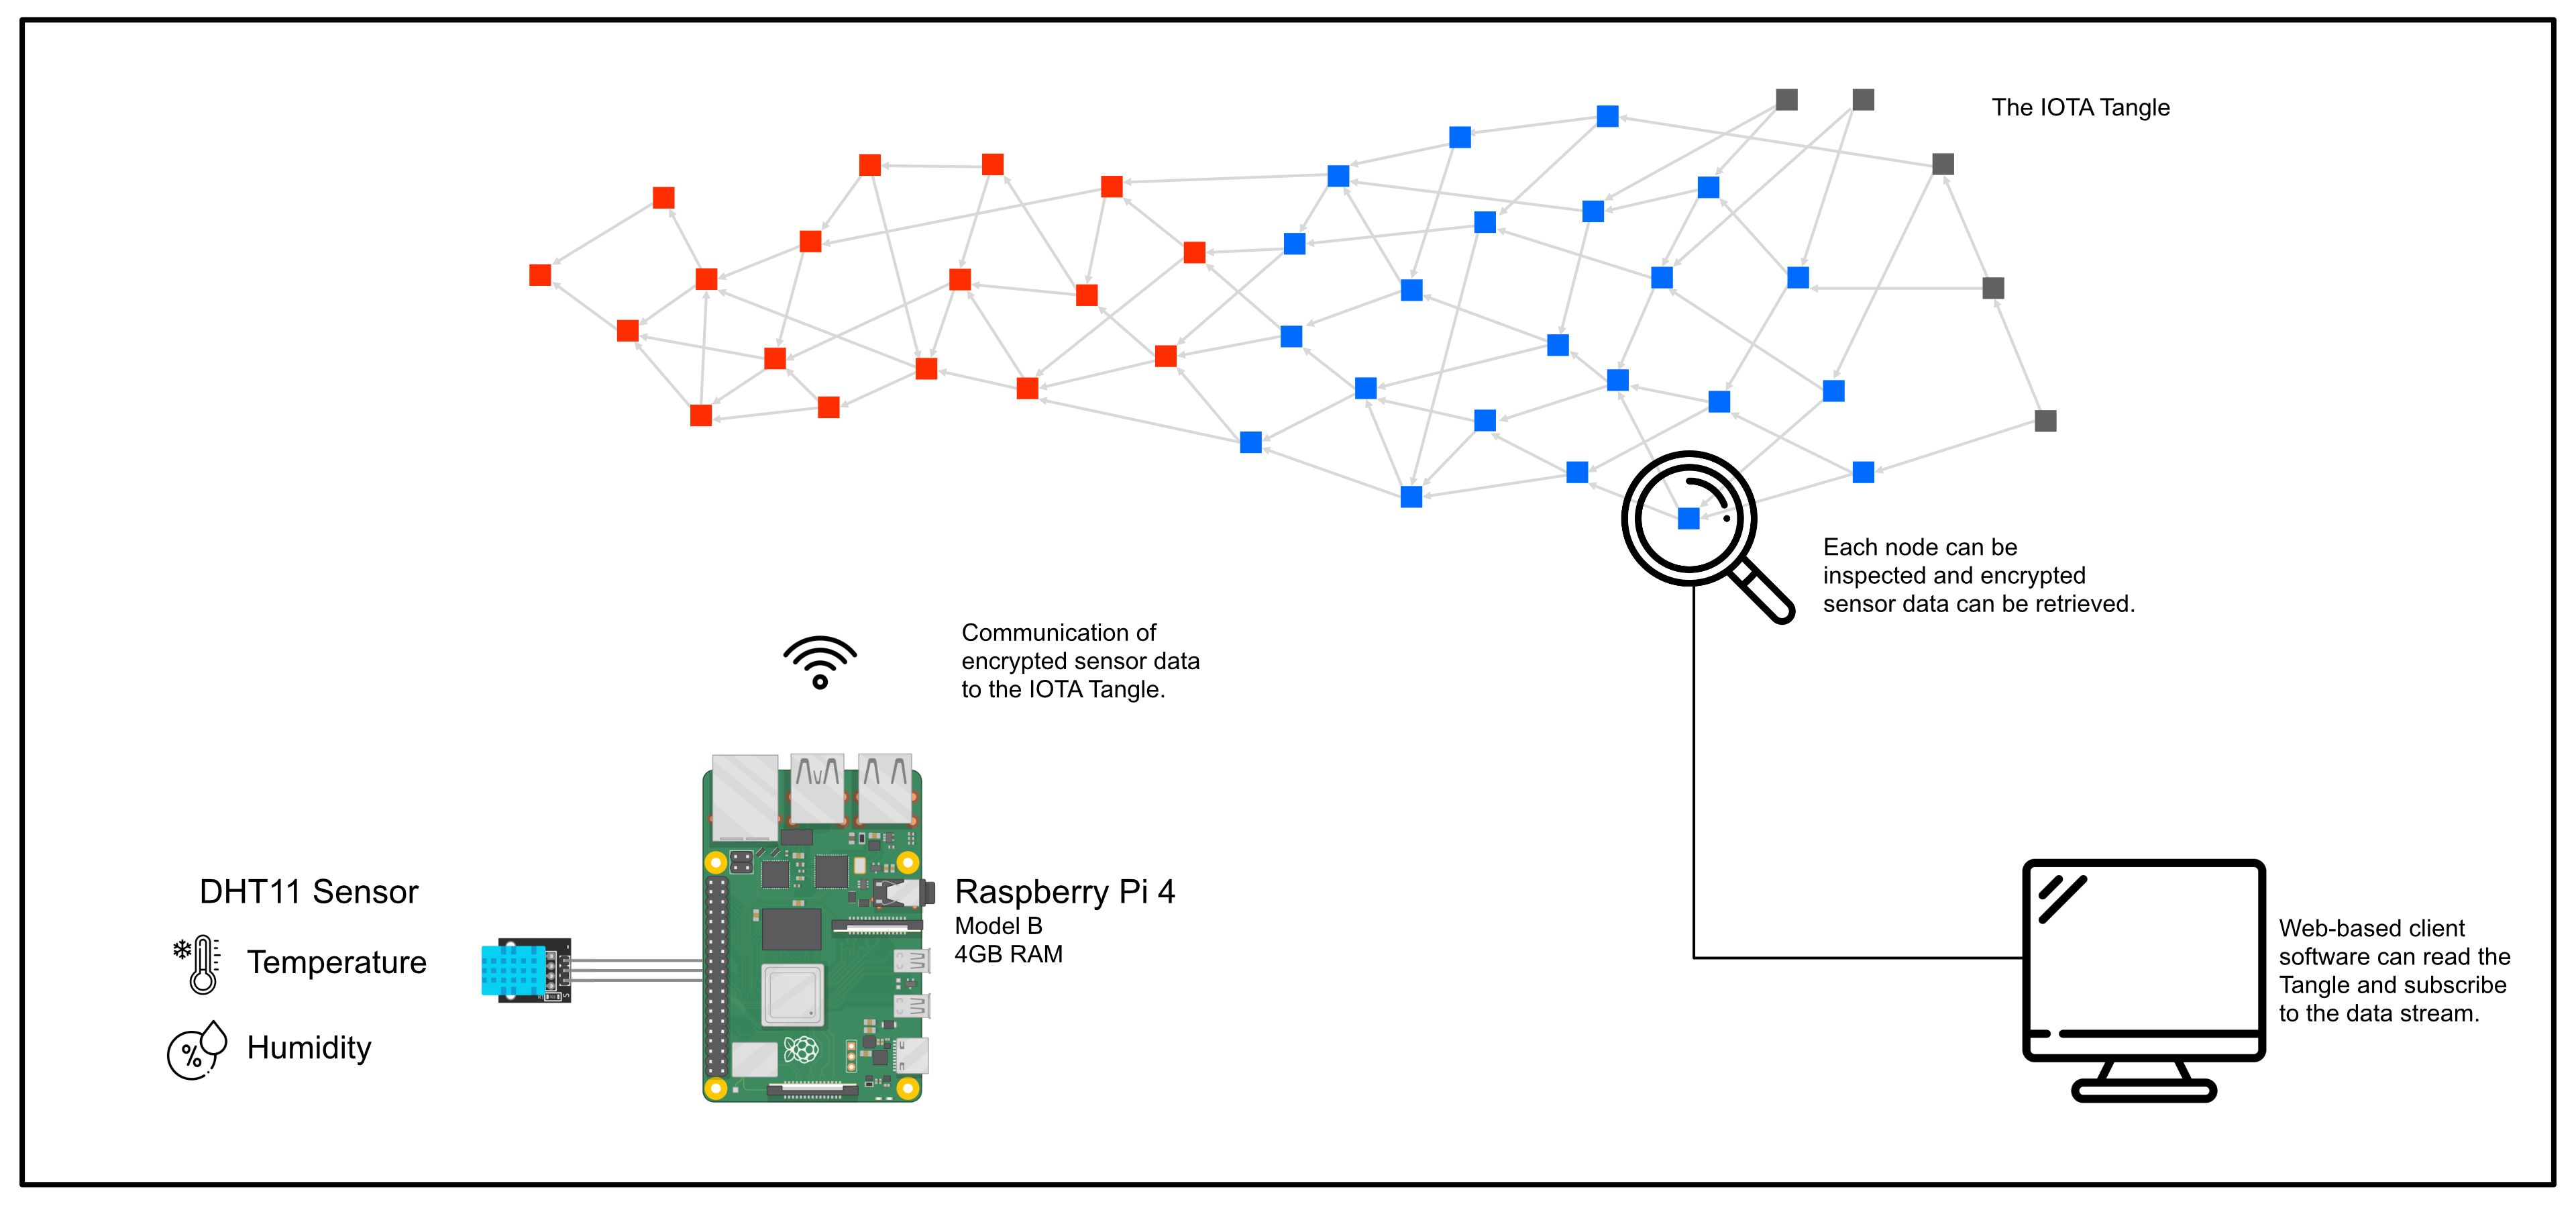 The IOTA Tangle
Each node can be
inspected and encrypted
sensor data can be retrieved.
Communication of
encrypted sensor data
to the IOTA Tangle.
DHT11 Sensor
Temperature
%
Humidity
Raspberry Pi 4
Model B
4GB RAM
Web-based client
software can read the
Tangle and subscribe
to the data stream.